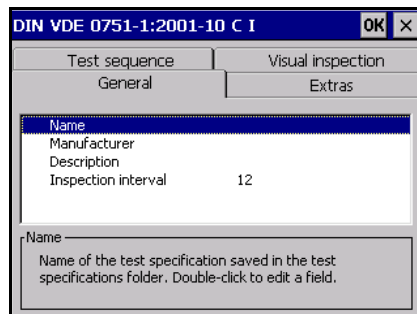 DIN VDE 0751-1:2001-10 C I OK ×
Test sequence Visual inspection
General Extras
Name
Manufacturer
Description
Inspection interval 12
Name
Name of the test specification saved in the test
specifications folder. Double-click to edit a field.